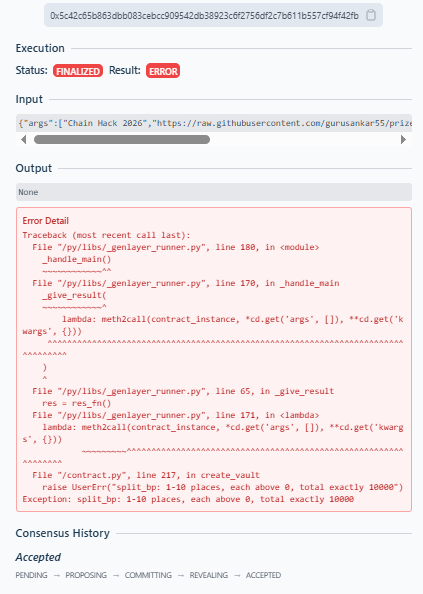 0x5c42c65b863dbb083cebcc909542db38923c6f2756df2c7b611b557cf94f42fb
Execution
Status: FINALIZED Result: ERROR
Input
{"args":["Chain Hack 2026","https://raw.githubusercontent.com/gurusankar55/prize
Output
None
Error Detail
Traceback (most recent call last):
  File "/py/libs/_genlayer_runner.py", line 180, in <module>
    _handle_main()
    ~~~~~~~~~~~~^^
  File "/py/libs/_genlayer_runner.py", line 170, in _handle_main
    _give_result(
    ~~~~~~~~~~~~^
        lambda: meth2call(contract_instance, *cd.get('args', []), **cd.get('k
wargs', {}))
        ^^^^^^^^^^^^^^^^^^^^^^^^^^^^^^^^^^^^^^^^^^^^^^^^^^^^^^^^^^^^^^^^^^^^^
^^^^^^^^^
    )
    ^
  File "/py/libs/_genlayer_runner.py", line 65, in _give_result
    res = res_fn()
  File "/py/libs/_genlayer_runner.py", line 171, in <lambda>
    lambda: meth2call(contract_instance, *cd.get('args', []), **cd.get('kwarg
s', {}))
            ~~~~~~~~~^^^^^^^^^^^^^^^^^^^^^^^^^^^^^^^^^^^^^^^^^^^^^^^^^^^^^^^^
^^^^^^^^
  File "/contract.py", line 217, in create_vault
    raise UserErr("split_bp: 1-10 places, each above 0, total exactly 10000")
Exception: split_bp: 1-10 places, each above 0, total exactly 10000
Consensus History
Accepted
PENDING → PROPOSING → COMMITTING → REVEALING → ACCEPTED